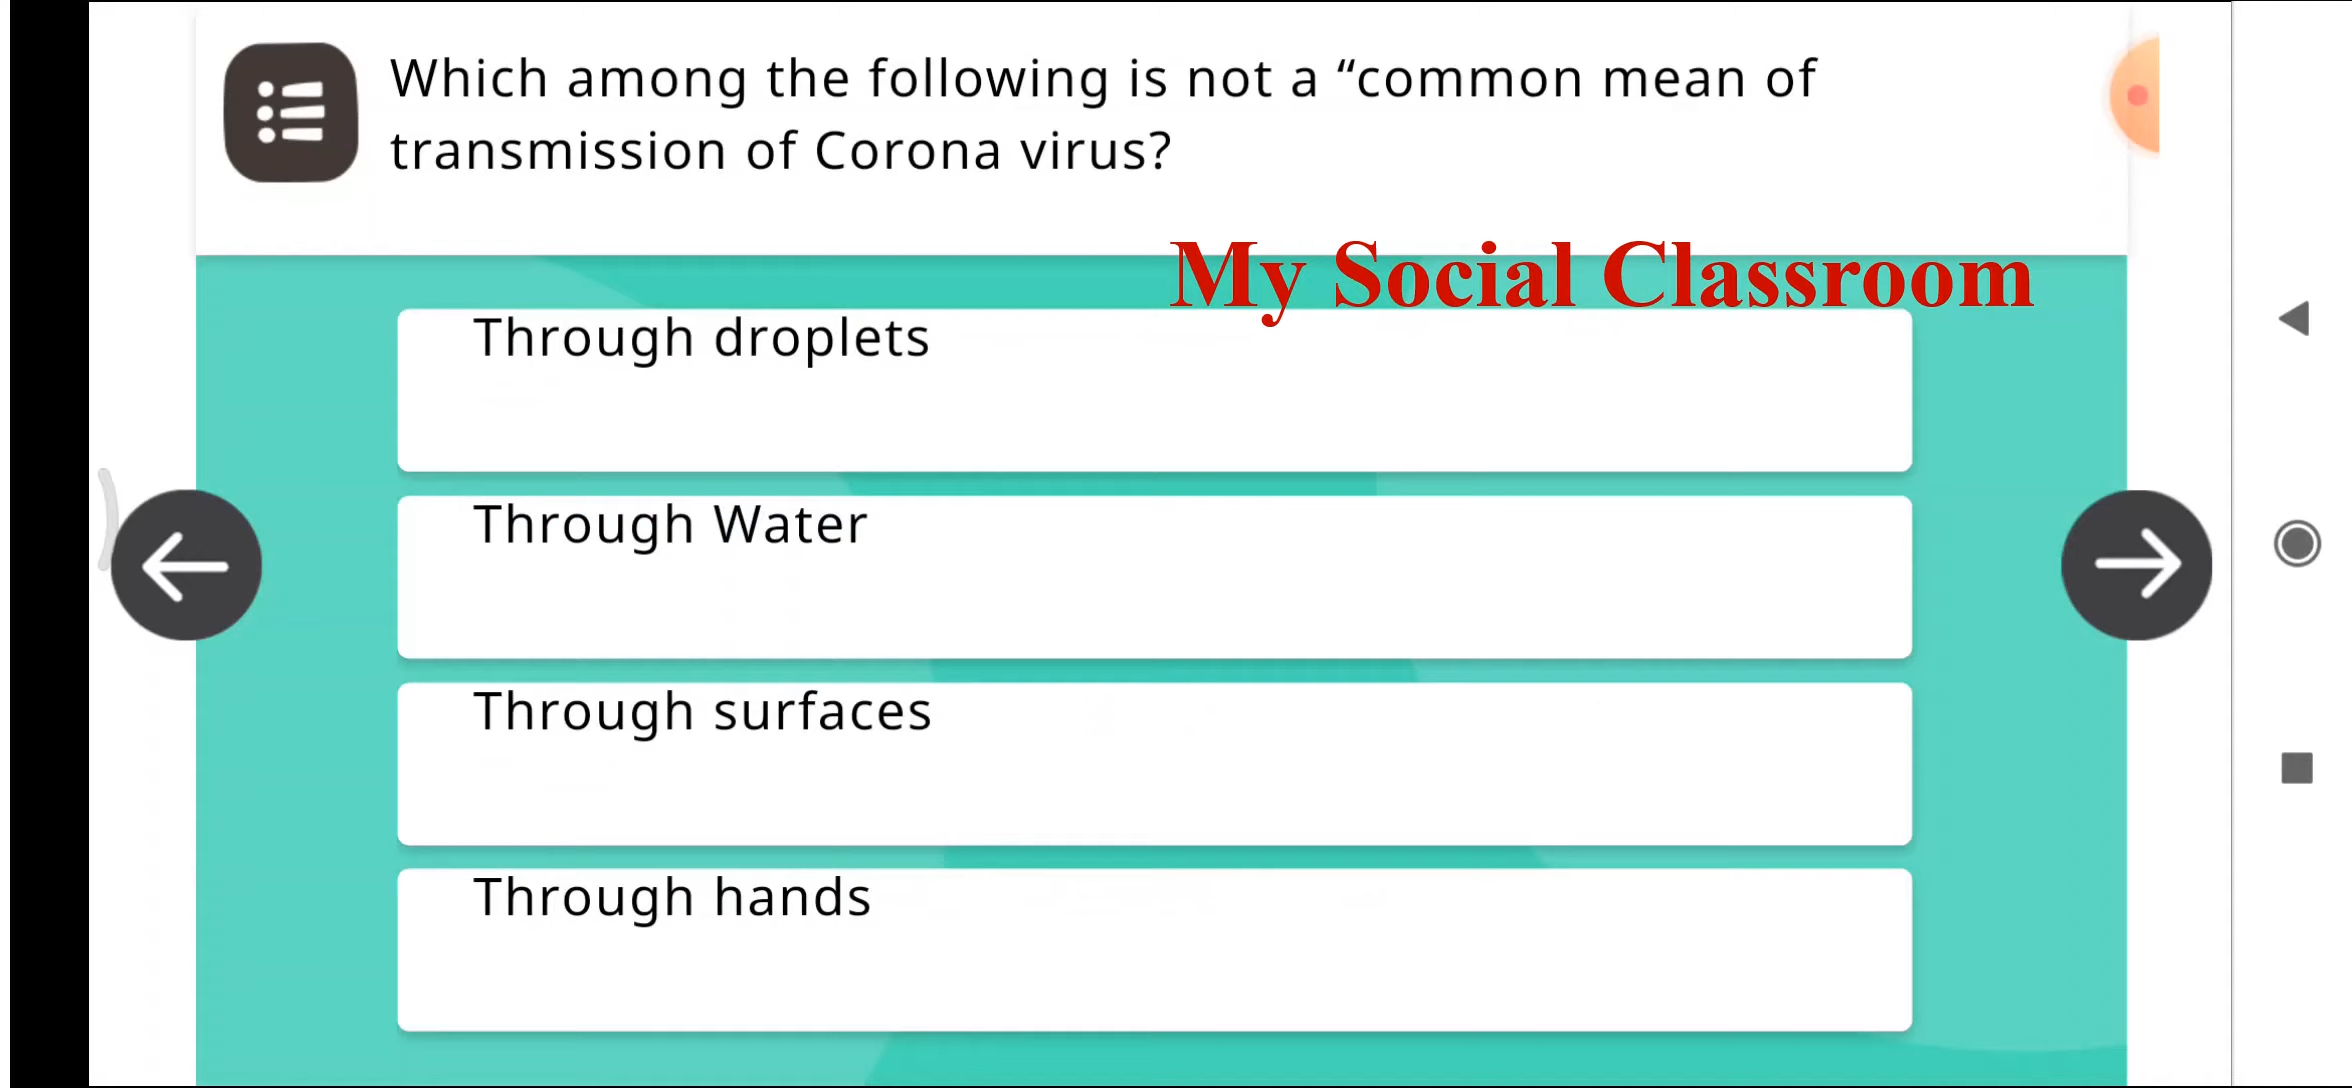 Which among the following is not a “common mean of
transmission of Corona virus?
My Social Classroom
Through droplets
Through Water
Through surfaces
Through hands